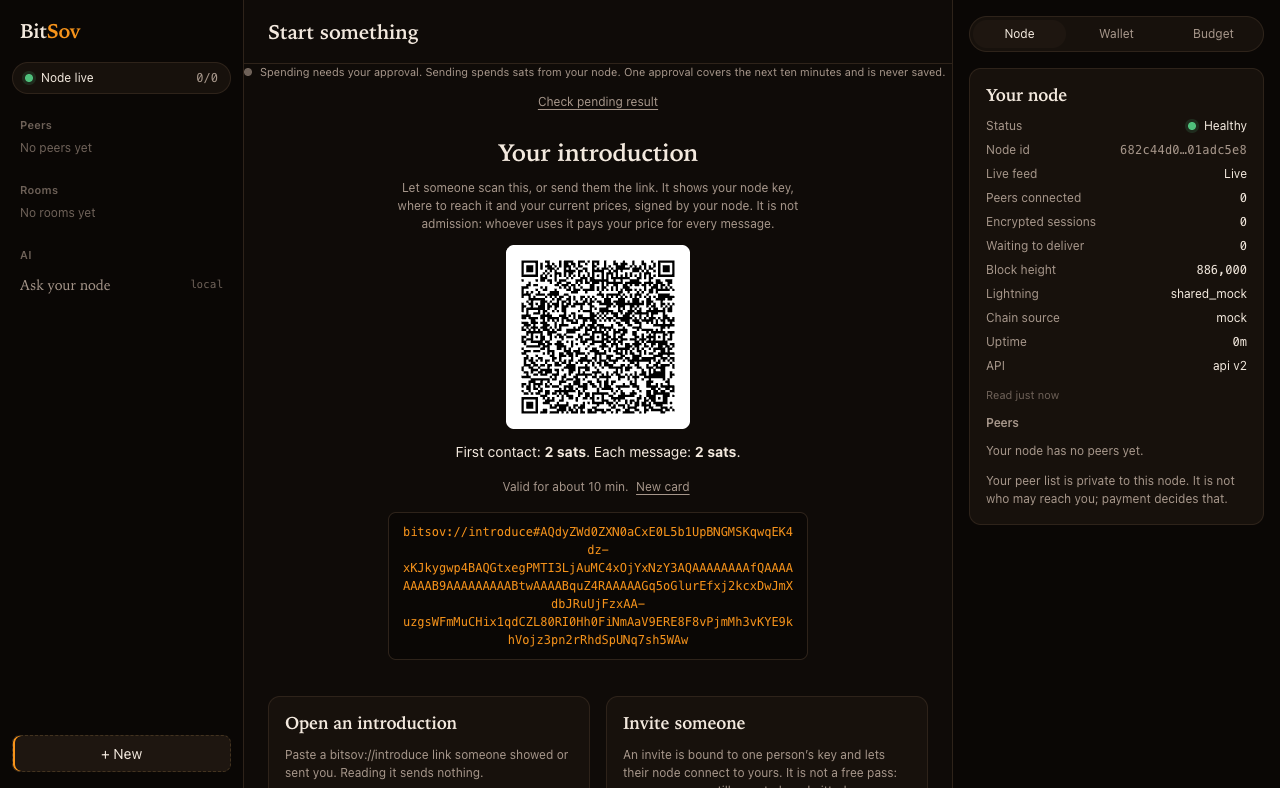 BitSov
Node live 0/0
Peers
No peers yet
Rooms
No rooms yet
AI
Ask your node local
+ New
Start something
Spending needs your approval. Sending spends sats from your node. One approval covers the next ten minutes and is never saved.
Check pending result
Your introduction
Let someone scan this, or send them the link. It shows your node key,
where to reach it and your current prices, signed by your node. It is not
admission: whoever uses it pays your price for every message.
First contact: 2 sats. Each message: 2 sats.
Valid for about 10 min. New card
bitsov://introduce#AQdyZWd0ZXN0aCxE0L5b1UpBNGMSKqwqEK4
dz-
xKJkygwp4BAQGtxegPMTI3LjAuMC4xOjYxNzY3AQAAAAAAAAfQAAAA
AAAAB9AAAAAAAAABtwAAAABquZ4RAAAAAGq5oGlurEfxj2kcxDwJmX
dbJRuUjFzxAA-
uzgsWFmMuCHix1qdCZL80RI0Hh0FiNmAaV9ERE8F8vPjmMh3vKYE9k
hVojz3pn2rRhdSpUNq7sh5WAw
Open an introduction
Paste a bitsov://introduce link someone showed or
sent you. Reading it sends nothing.
Invite someone
An invite is bound to one person's key and lets
their node connect to yours. It is not a free pass:
Node Wallet Budget
Your node
Status Healthy
Node id 682c44d0…01adc5e8
Live feed Live
Peers connected 0
Encrypted sessions 0
Waiting to deliver 0
Block height 886,000
Lightning shared_mock
Chain source mock
Uptime 0m
API api v2
Read just now
Peers
Your node has no peers yet.
Your peer list is private to this node. It is not
who may reach you; payment decides that.